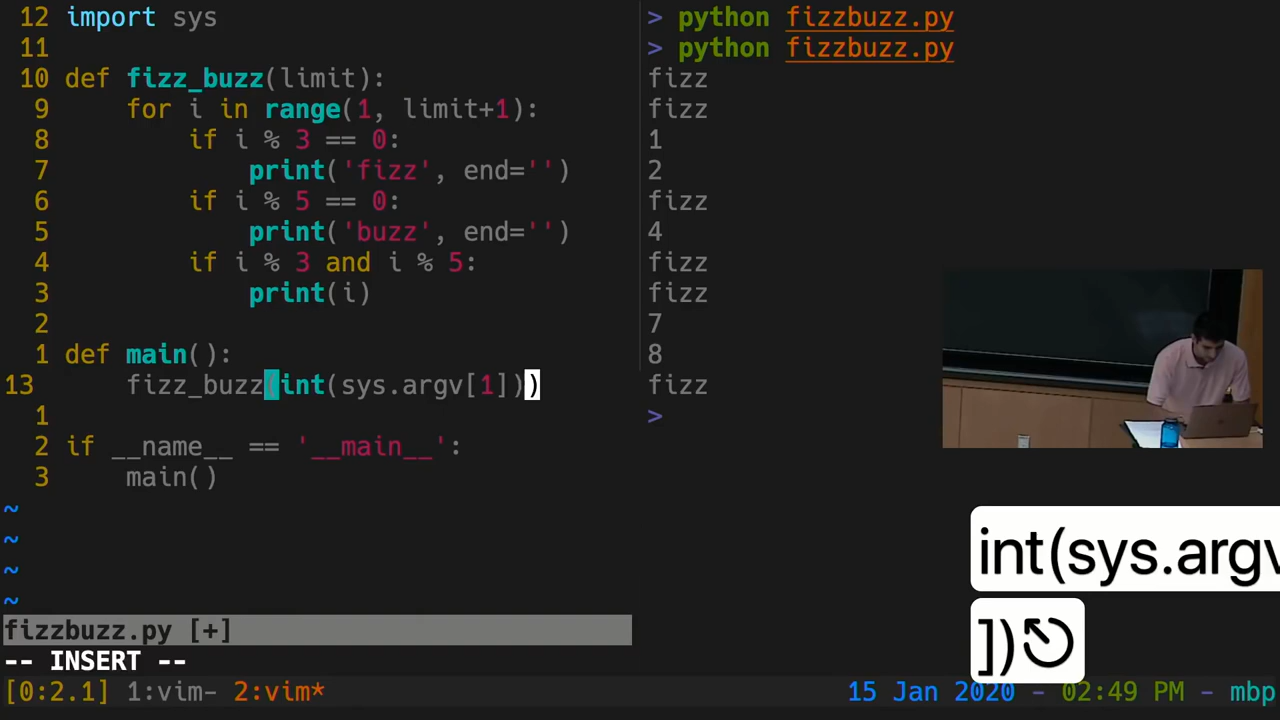 12 import sys
11
10 def fizz_buzz(limit):
9 for i in range(1, limit+1):
8 if i % 3 == 0:
7 print('fizz', end='')
6 if i % 5 == 0:
5 print('buzz', end='')
4 if i % 3 and i % 5:
3 print(i)
2
1 def main():
13 fizz_buzz(int(sys.argv[1]))
1
2 if __name__ == '__main__':
3 main()
~
~
~
~
fizzbuzz.py [+]
-- INSERT --
[0:2.1] 1:vim- 2:vim*
> python fizzbuzz.py
> python fizzbuzz.py
fizz
fizz
1
2
fizz
4
fizz
fizz
7
8
fizz
>
int(sys.argv
])
15 Jan 2020 - 02:49 PM - mbp